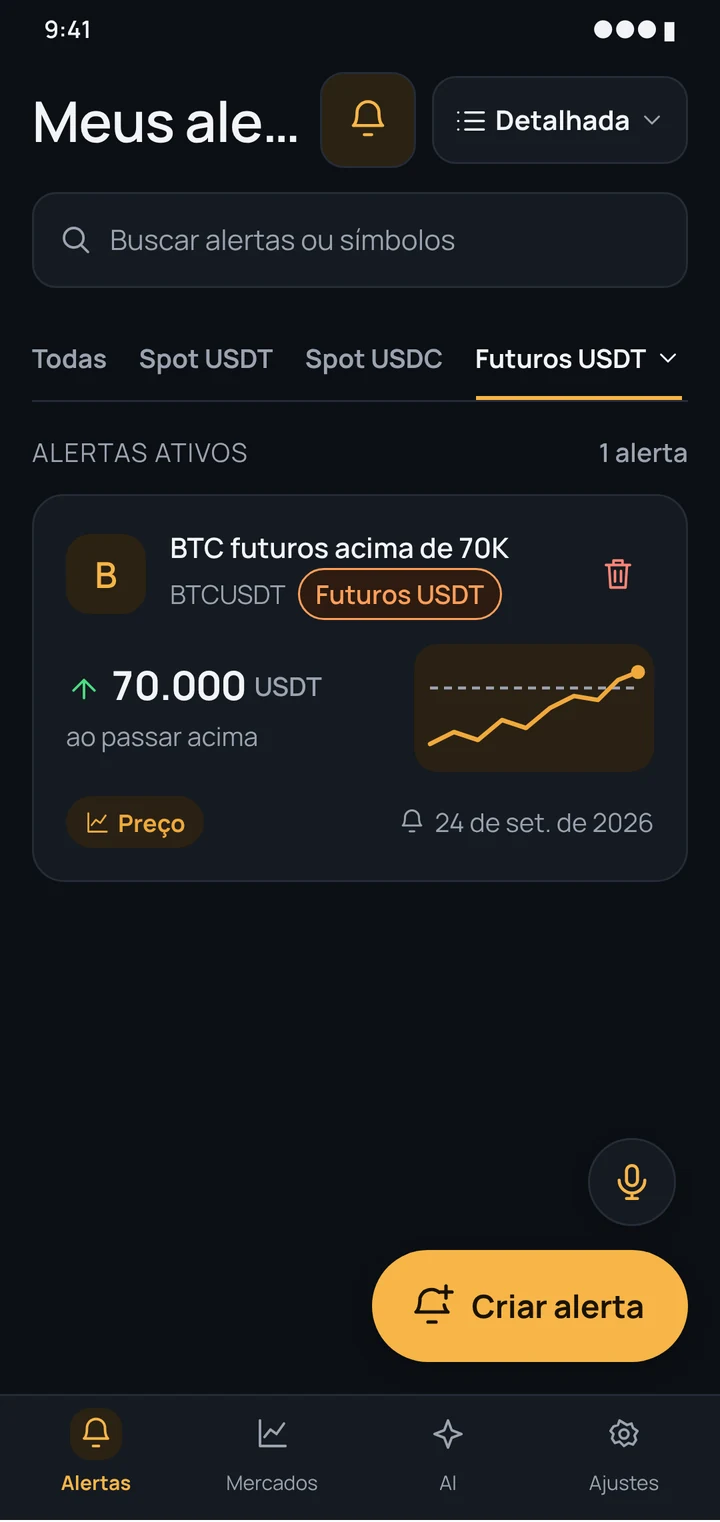 9:41
Meus ale...
Detalhada
Buscar alertas ou símbolos
Todas Spot USDT Spot USDC Futuros USDT
ALERTAS ATIVOS 1 alerta
B
BTC futuros acima de 70K
BTCUSDT Futuros USDT
70.000 USDT
ao passar acima
Preço 24 de set. de 2026
Criar alerta
Alertas Mercados AI Ajustes